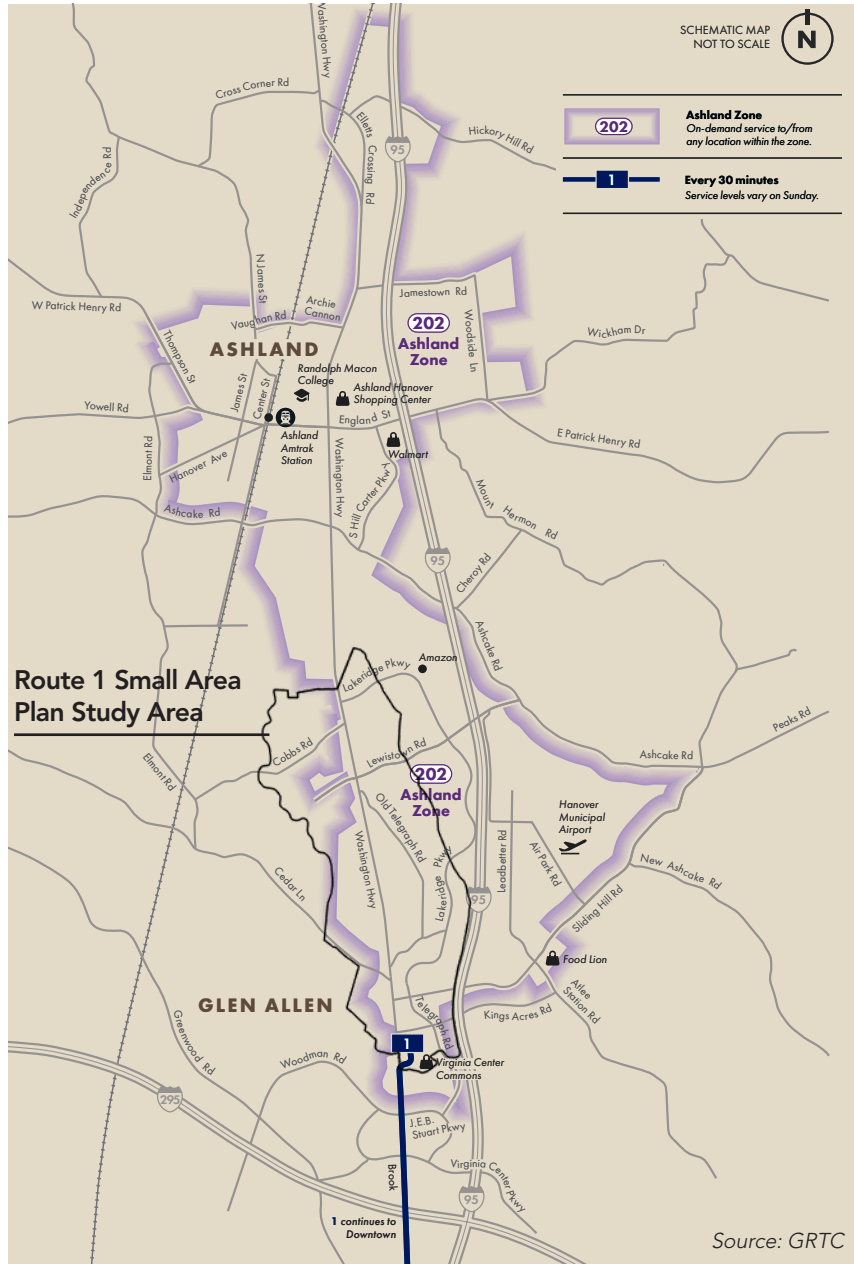 SCHEMATIC MAP
NOT TO SCALE
N
202
Ashland Zone
On-demand service to/from
any location within the zone.
1
Every 30 minutes
Service levels vary on Sunday.
Washington Hwy
Cross Corner Rd
Elletts Crossing Rd
95
Hickory Hill Rd
Independence Rd
N James St
W Patrick Henry Rd
Archie
Cannon
Vaughan Rd
Jamestown Rd
202
Ashland
Zone
Woodside Ln
Wickham Dr
Thompson St
ASHLAND
Randolph Macon
College
Ashland Hanover
Shopping Center
James St
Center St
Yowell Rd
England St
Ashland
Amtrak
Station
Walmart
E Patrick Henry Rd
Elmont Rd
Hanover Ave
Washington Hwy
S Hill Carter Pkwy
Mount Hermon Rd
Ashcake Rd
95
Cheroy Rd
Ashcake Rd
Route 1 Small Area
Plan Study Area
Lakeridge Pkwy
Amazon
Peaks Rd
Cobbs Rd
Lewistown Rd
Ashcake Rd
Elmont Rd
202
Ashland
Zone
Old Telegraph Rd
Hanover
Municipal
Airport
Washington Hwy
Lakeridge Pkwy
Leadbetter Rd
Air Park Rd
New Ashcake Rd
Cedar Ln
95
Sliding Hill Rd
Food Lion
Atlee
Station Rd
GLEN ALLEN
Telegraph Rd
Kings Acres Rd
Greenwood Rd
1
Woodman Rd
Virginia Center
Commons
295
J.E.B.
Stuart Pkwy
Brook
Virginia Center Pkwy
95
1 continues to
Downtown
Source: GRTC